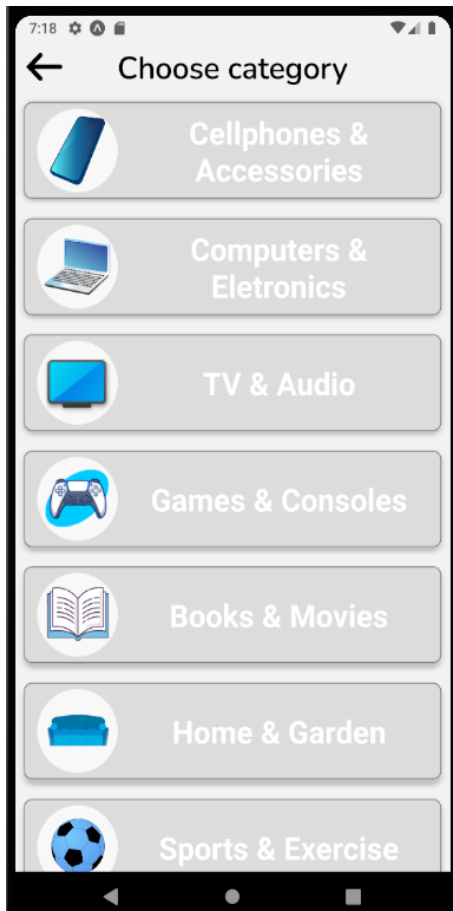 7:18
Choose category
Cellphones &
Accessories
Computers &
Eletronics
TV & Audio
Games & Consoles
Books & Movies
Home & Garden
Sports & Exercise